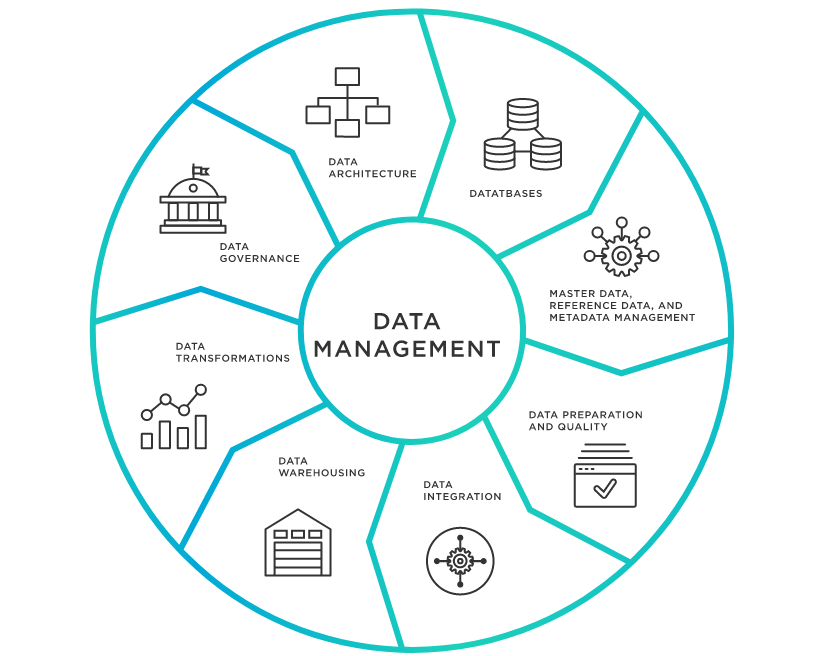 DATA
ARCHITECTURE
DATATBASES
DATA
GOVERNANCE
MASTER DATA,
REFERENCE DATA, AND
METADATA MANAGEMENT
DATA
MANAGEMENT
DATA
TRANSFORMATIONS
DATA PREPARATION
AND QUALITY
DATA
WAREHOUSING
DATA
INTEGRATION